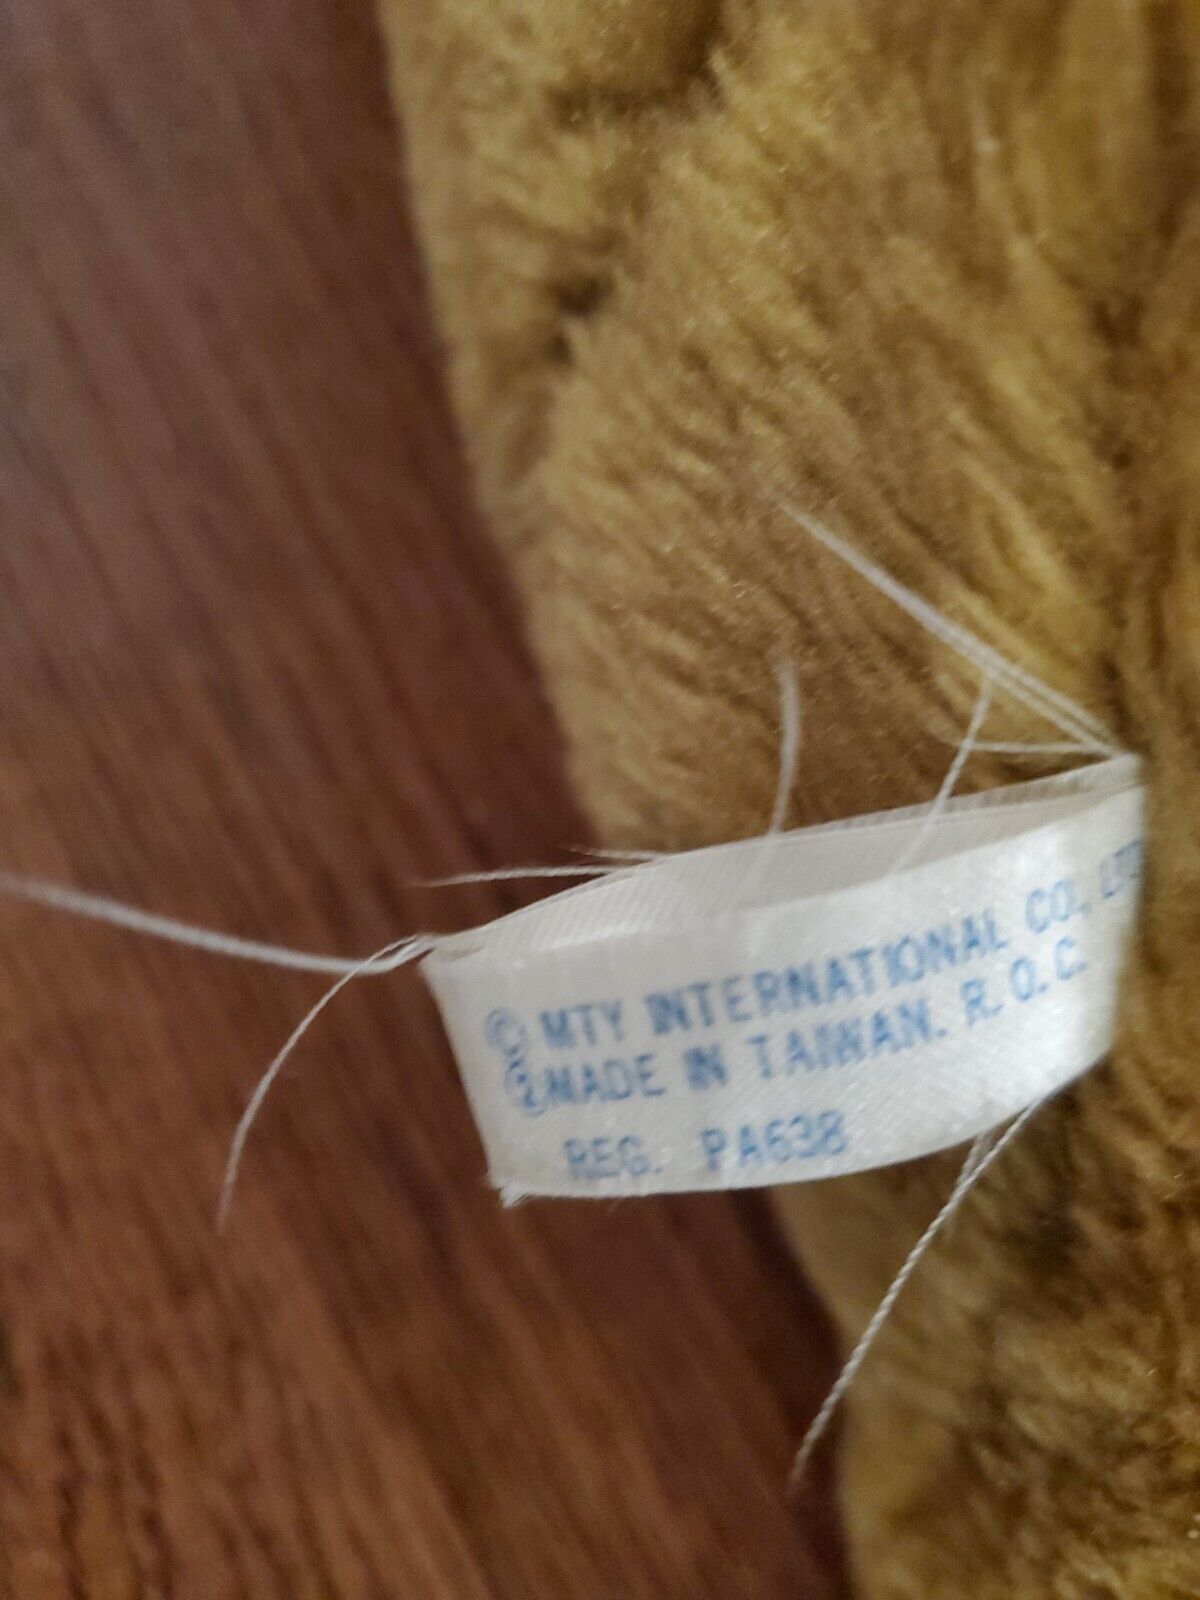 © MTY INTERNATIONAL CO., LTD
MADE IN TAIWAN. R. O. C.
REG. PA638